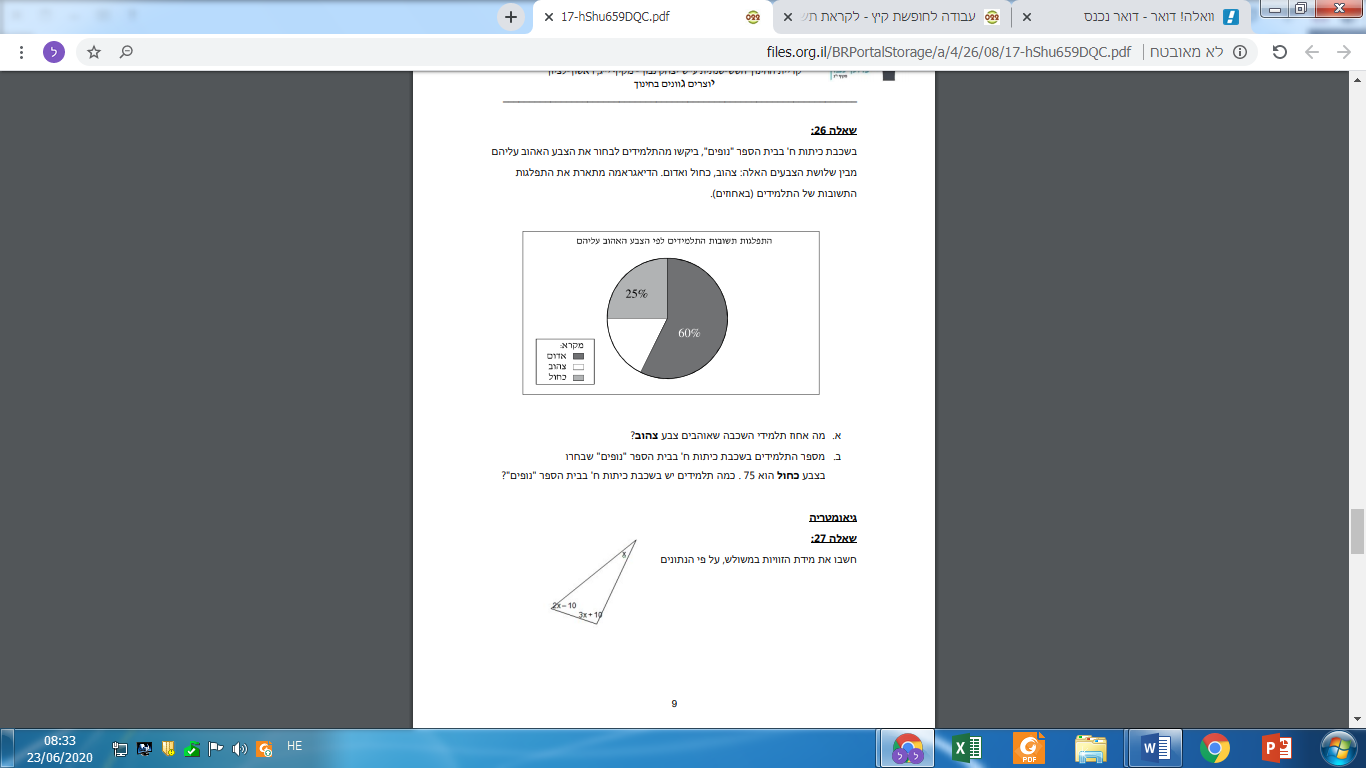 וואלה! דואר - דואר נכנס
עבודה לחופשת קיץ - לקראת
17-hShu659DQC.pdf
files.org.il/BRPortalStorage/a/4/26/08/17-hShu659DQC.pdf
לא מאובטח
יוצרים גוונים בחינוך
שאלה 26:
בשכבת כיתות ח' בבית הספר "נופים", ביקשו מהתלמידים לבחור את הצבע האהוב עליהם
מבין שלושת הצבעים האלה: צהוב, כחול ואדום. הדיאגראמה מתארת את התפלגות
התשובות של התלמידים (באחוזים).
התפלגות תשובות התלמידים לפי הצבע האהוב עליהם
25%
60%
מקרא:
אדום
צהוב
כחול
א. מה אחוז תלמידי השכבה שאוהבים צבע צהוב?
ב. מספר התלמידים בשכבת כיתות ח' בבית הספר "נופים" שבחרו
בצבע כחול הוא 75 . כמה תלמידים יש בשכבת כיתות ח' בבית הספר "נופים"?
גיאומטריה
שאלה 27:
חשבו את מידת הזוויות במשולש, על פי הנתונים
x
2x – 10
3x + 10
9
08:33
23/06/2020
HE